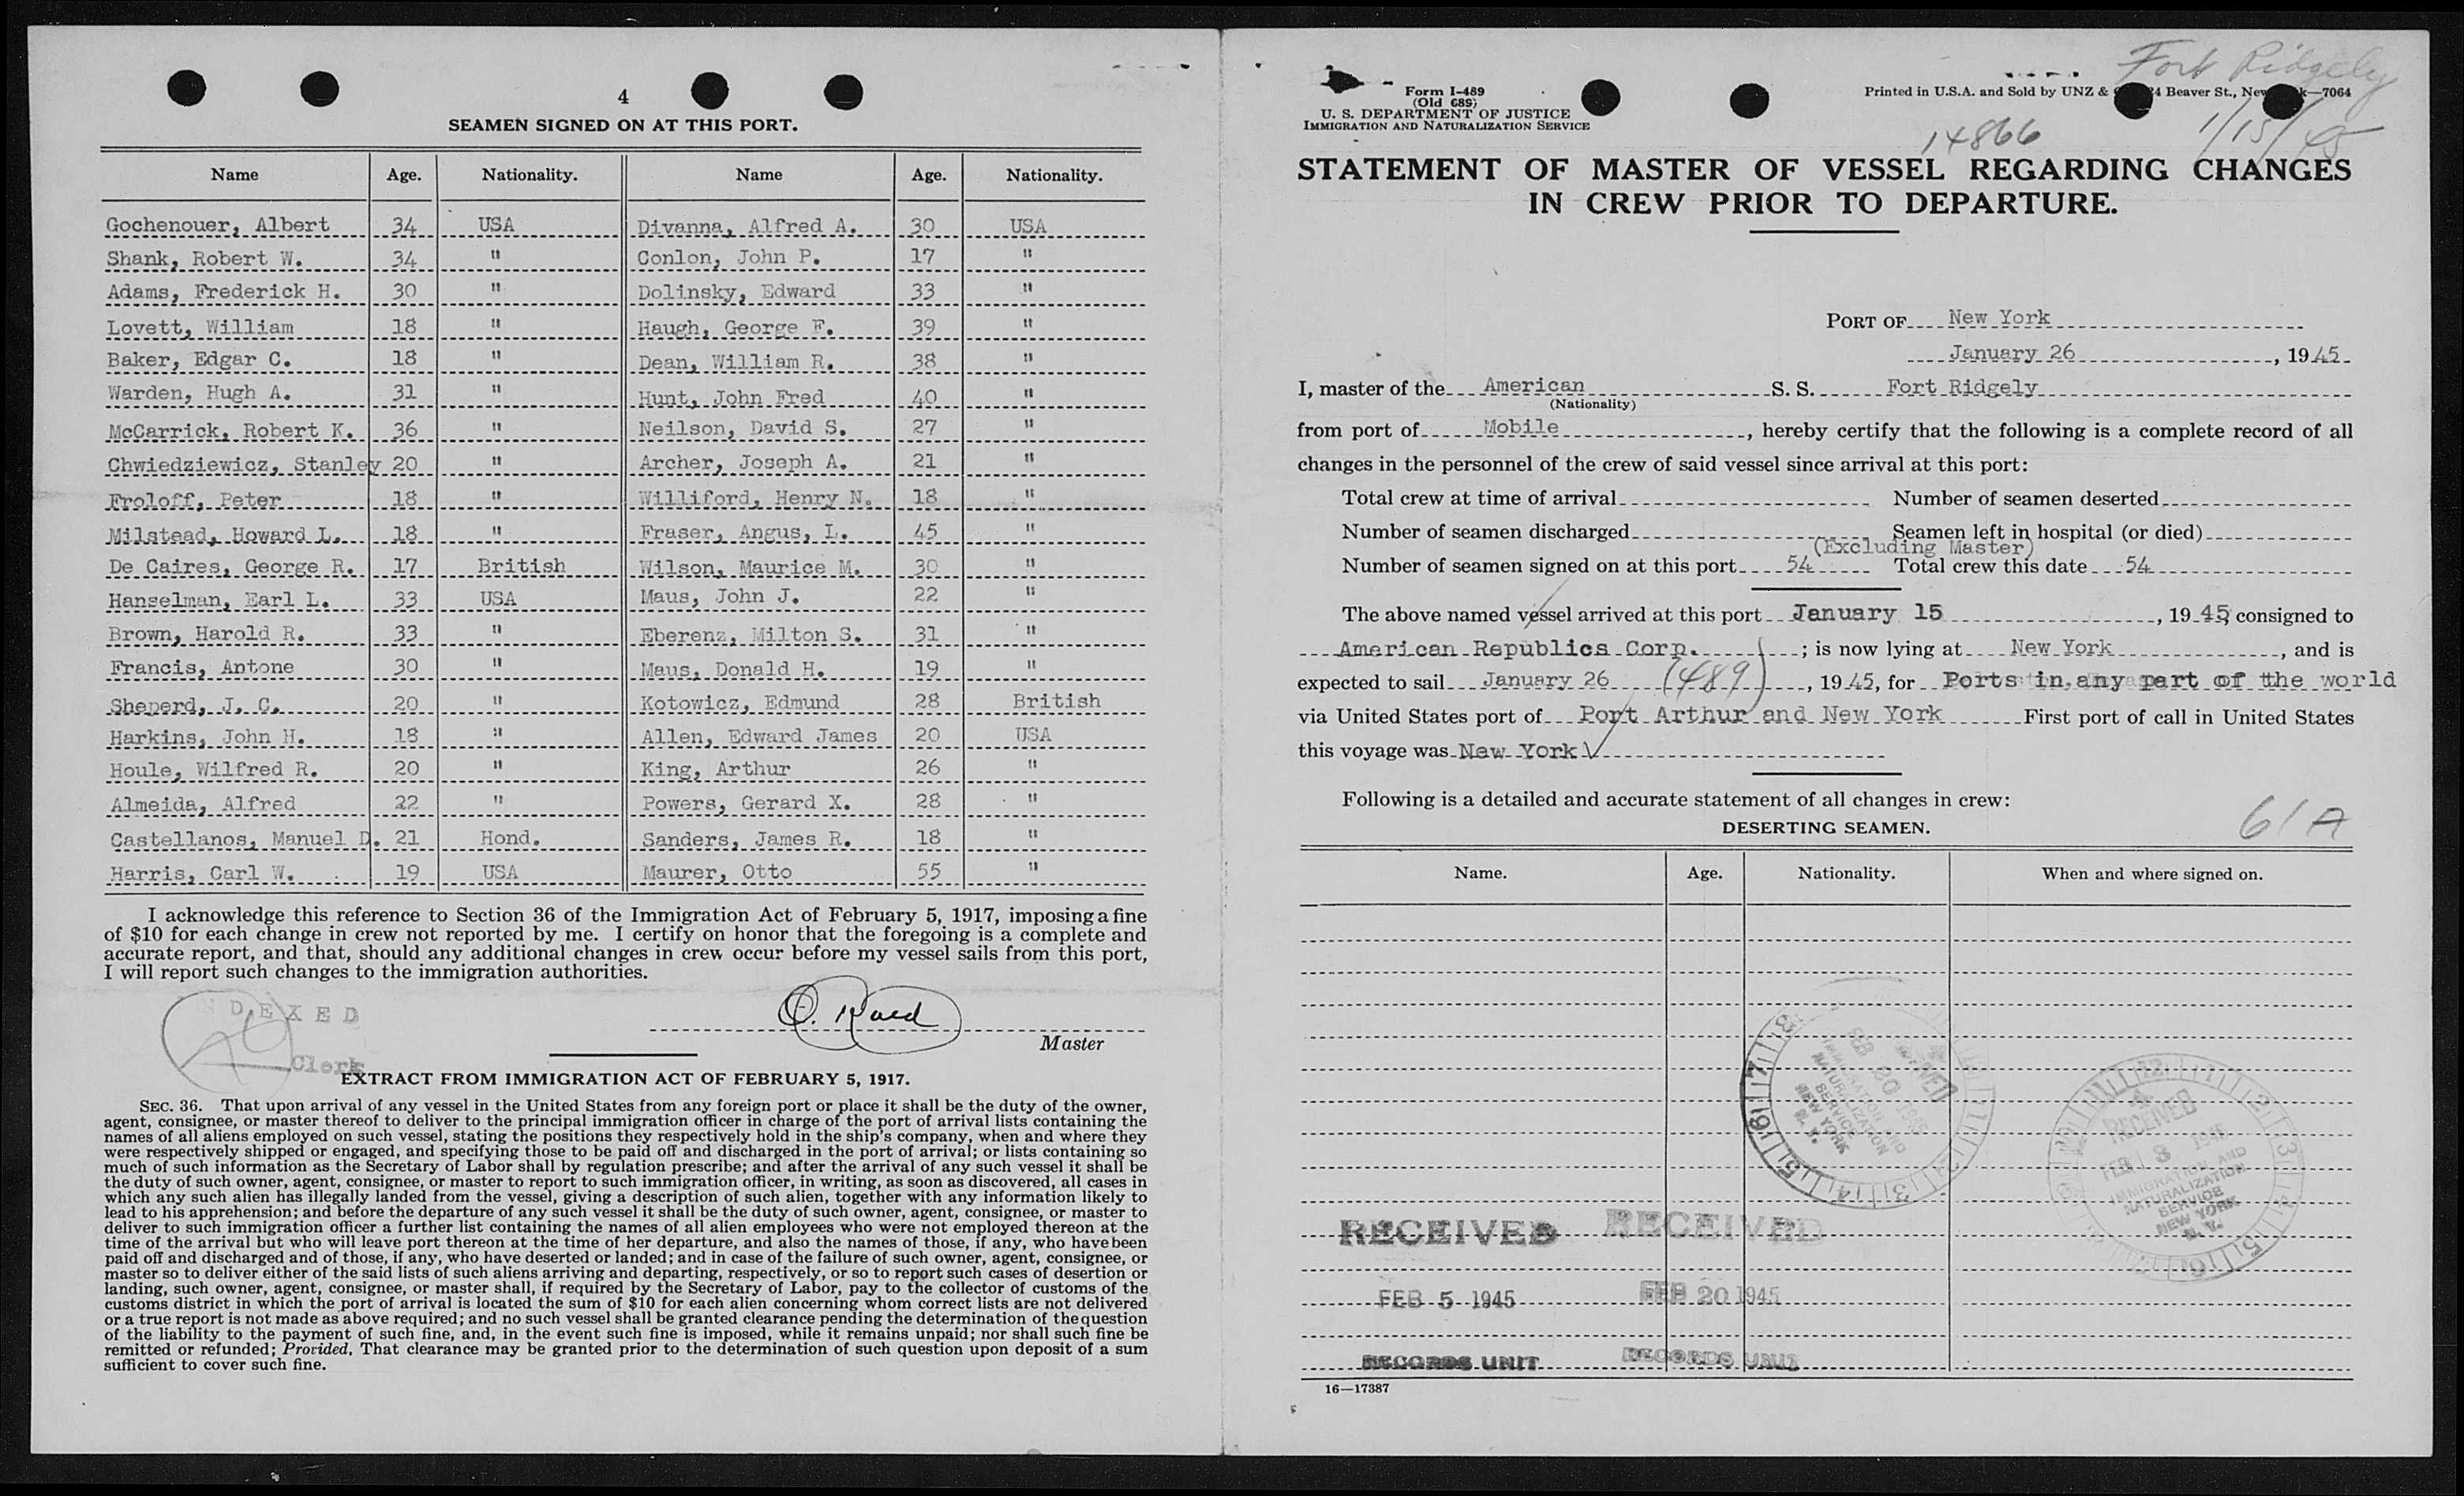 4
SEAMEN SIGNED ON AT THIS PORT.
Name Age. Nationality. Name Age. Nationality.
Gochenouer, Albert 34 USA Divanna, Alfred A. 30 USA
Shank, Robert W. 34 " Conlon, John P. 17 "
Adams, Frederick H. 30 " Dolinsky, Edward 33 "
Lovett, William 18 " Haugh, George F. 39 "
Baker, Edgar C. 18 " Dean, William R. 38 "
Warden, Hugh A. 31 " Hunt, John Fred 40 "
McCarrick, Robert K. 36 " Neilson, David S. 27 "
Chwiedziewicz, Stanley 20 " Archer, Joseph A. 21 "
Froloff, Peter 18 " Williford, Henry N. 18 "
Milstead, Howard L. 18 " Fraser, Angus, L. 45 "
De Caires, George R. 17 British Wilson, Maurice M. 30 "
Hanselman, Earl L. 33 USA Maus, John J. 22 "
Brown, Harold R. 33 " Eberenz, Milton S. 31 "
Francis, Antone 30 " Maus, Donald H. 19 "
Sheperd, J. C. 20 " Kotowicz, Edmund 28 British
Harkins, John H. 18 " Allen, Edward James 20 USA
Houle, Wilfred R. 20 " King, Arthur 26 "
Almeida, Alfred 22 " Powers, Gerard X. 28 "
Castellanos, Manuel D. 21 Hond. Sanders, James R. 18 "
Harris, Carl W. 19 USA Maurer, Otto 55 "
I acknowledge this reference to Section 36 of the Immigration Act of February 5, 1917, imposing a fine
of $10 for each change in crew not reported by me. I certify on honor that the foregoing is a complete and
accurate report, and that, should any additional changes in crew occur before my vessel sails from this port,
I will report such changes to the immigration authorities.
NDEXED
Clerk
Master
EXTRACT FROM IMMIGRATION ACT OF FEBRUARY 5, 1917.
SEC. 36. That upon arrival of any vessel in the United States from any foreign port or place it shall be the duty of the owner,
agent, consignee, or master thereof to deliver to the principal immigration officer in charge of the port of arrival lists containing the
names of all aliens employed on such vessel, stating the positions they respectively hold in the ship's company, when and where they
were respectively shipped or engaged, and specifying those to be paid off and discharged in the port of arrival; or lists containing so
much of such information as the Secretary of Labor shall by regulation prescribe; and after the arrival of any such vessel it shall be
the duty of such owner, agent, consignee, or master to report to such immigration officer, in writing, as soon as discovered, all cases in
which any such alien has illegally landed from the vessel, giving a description of such alien, together with any information likely to
lead to his apprehension; and before the departure of any such vessel it shall be the duty of such owner, agent, consignee, or master to
deliver to such immigration officer a further list containing the names of all alien employees who were not employed thereon at the
time of the arrival but who will leave port thereon at the time of her departure, and also the names of those, if any, who have been
paid off and discharged and of those, if any, who have deserted or landed; and in case of the failure of such owner, agent, consignee, or
master so to deliver either of the said lists of such aliens arriving and departing, respectively, or so to report such cases of desertion or
landing, such owner, agent, consignee, or master shall, if required by the Secretary of Labor, pay to the collector of customs of the
customs district in which the port of arrival is located the sum of $10 for each alien concerning whom correct lists are not delivered
or a true report is not made as above required; and no such vessel shall be granted clearance pending the determination of the question
of the liability to the payment of such fine, and, in the event such fine is imposed, while it remains unpaid; nor shall such fine be
remitted or refunded; Provided, That clearance may be granted prior to the determination of such question upon deposit of a sum
sufficient to cover such fine.
Fort Ridgely
Form I-489
(Old 689)
U. S. DEPARTMENT OF JUSTICE
IMMIGRATION AND NATURALIZATION SERVICE
Printed in U.S.A. and Sold by UNZ & 4 Beaver St., New k—7064
14866 1/15/45
STATEMENT OF MASTER OF VESSEL REGARDING CHANGES
IN CREW PRIOR TO DEPARTURE.
PORT OF New York
January 26, 1945
I, master of the American S. S. Fort Ridgely
(Nationality)
from port of Mobile, hereby certify that the following is a complete record of all
changes in the personnel of the crew of said vessel since arrival at this port:
Total crew at time of arrival Number of seamen deserted
Number of seamen discharged Seamen left in hospital (or died)
(Excluding Master)
Number of seamen signed on at this port 54 Total crew this date 54
The above named vessel arrived at this port January 15, 1945 consigned to
American Republics Corp. ; is now lying at New York, and is
expected to sail January 26 (489), 1945, for Ports in any part of the world
via United States port of Port Arthur and New York First port of call in United States
this voyage was New York
Following is a detailed and accurate statement of all changes in crew:
61A
DESERTING SEAMEN.
Name. Age. Nationality. When and where signed on.
FEB 20 1945
IMMIGRATION AND
NATURALIZATION
SERVICE
NEW YORK
N. Y.
RECEIVED
FEB 8 1945
IMMIGRATION AND
NATURALIZATION
SERVICE
NEW YORK
N. Y.
RECEIVED RECEIVED
FEB 5 1945 FEB 20 1945
RECORDS UNIT RECORDS UNIT
16—17387